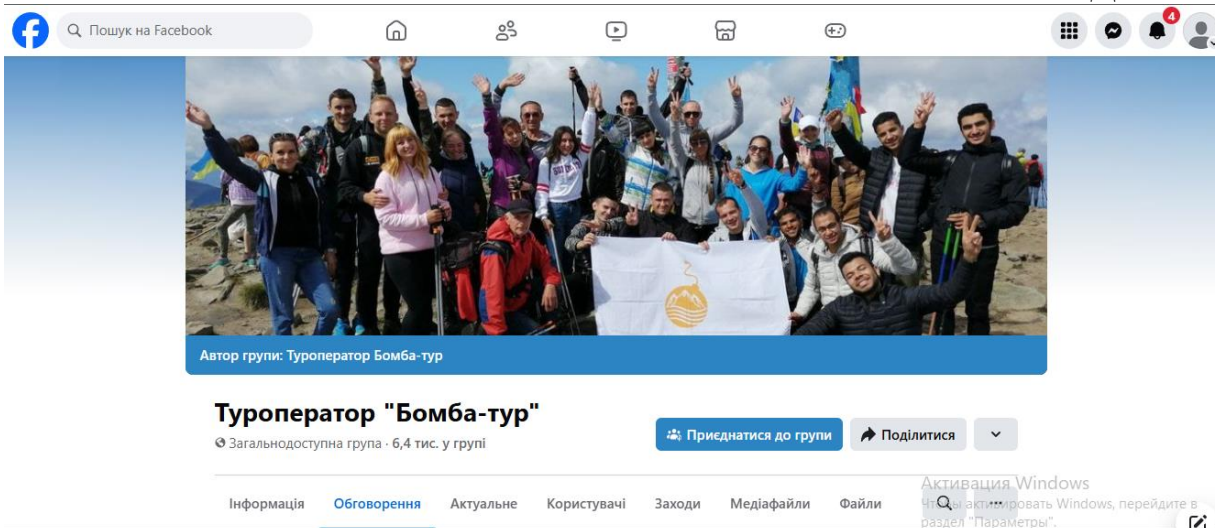 Пошук на Facebook
4
Автор групи: Туроператор Бомба-тур
Туроператор "Бомба-тур"
Загальнодоступна група · 6,4 тис. у групі
Приєднатися до групи
Поділитися
Інформація Обговорення Актуальне Користувачі Заходи Медіафайли Файли
Активация Windows
Чтобы активировать Windows, перейдите в
раздел "Параметры".